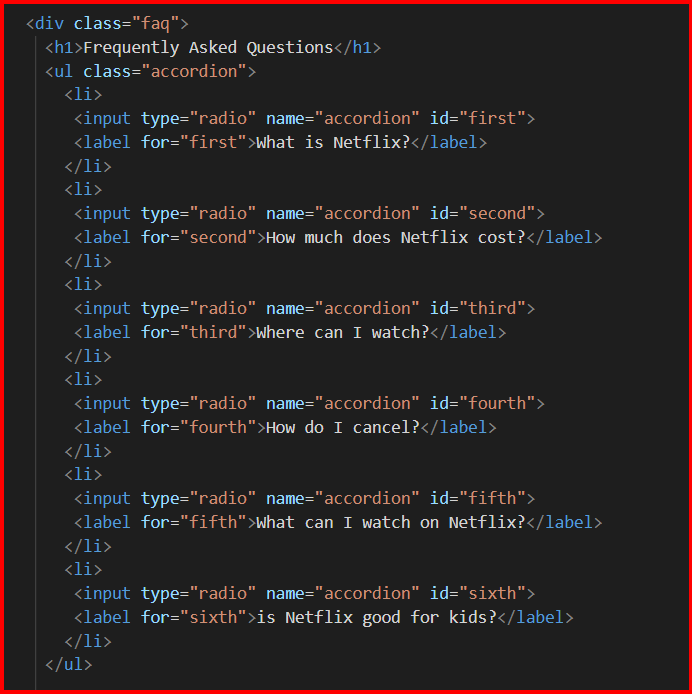 <div class="faq">
<h1>Frequently Asked Questions</h1>
<ul class="accordion">
<li>
<input type="radio" name="accordion" id="first">
<label for="first">What is Netflix?</label>
</li>
<li>
<input type="radio" name="accordion" id="second">
<label for="second">How much does Netflix cost?</label>
</li>
<li>
<input type="radio" name="accordion" id="third">
<label for="third">Where can I watch?</label>
</li>
<li>
<input type="radio" name="accordion" id="fourth">
<label for="fourth">How do I cancel?</label>
</li>
<li>
<input type="radio" name="accordion" id="fifth">
<label for="fifth">What can I watch on Netflix?</label>
</li>
<li>
<input type="radio" name="accordion" id="sixth">
<label for="sixth">is Netflix good for kids?</label>
</li>
</ul>